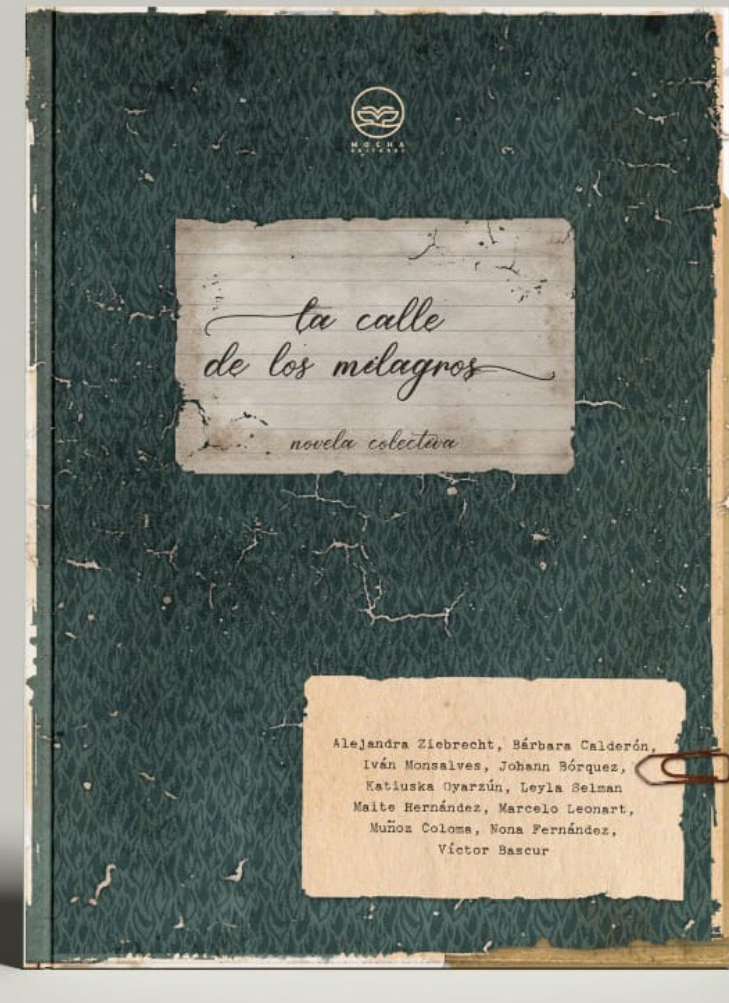 MOCHA
EDITORES
la calle
de los milagros
novela colectiva
Alejandra Ziebrecht, Bárbara Calderón,
Iván Monsalves, Johann Bórquez,
Katiuska Oyarzún, Leyla Selman
Maite Hernández, Marcelo Leonart,
Muñoz Coloma, Nona Fernández,
Víctor Bascur